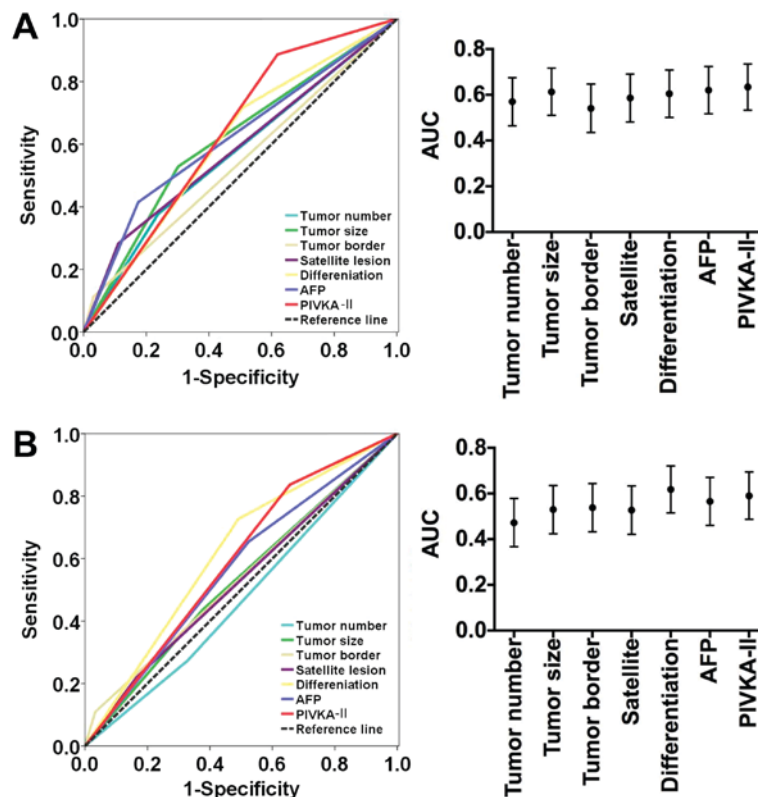 A
1.0
0.8
0.6
0.4
0.2
0.0
Sensitivity
Tumor number
Tumor size
Tumor border
Satellite lesion
Differeniation
AFP
PIVKA-II
Reference line
0.0 0.2 0.4 0.6 0.8 1.0
1-Specificity
0.8
0.6
0.4
0.2
0.0
AUC
Tumor number
Tumor size
Tumor border
Satellite
Differentiation
AFP
PIVKA-II
B
1.0
0.8
0.6
0.4
0.2
0.0
Sensitivity
Tumor number
Tumor size
Tumor border
Satellite lesion
Differeniation
AFP
PIVKA-II
Reference line
0.0 0.2 0.4 0.6 0.8 1.0
1-Specificity
0.8
0.6
0.4
0.2
0.0
AUC
Tumor number
Tumor size
Tumor border
Satellite
Differentiation
AFP
PIVKA-II